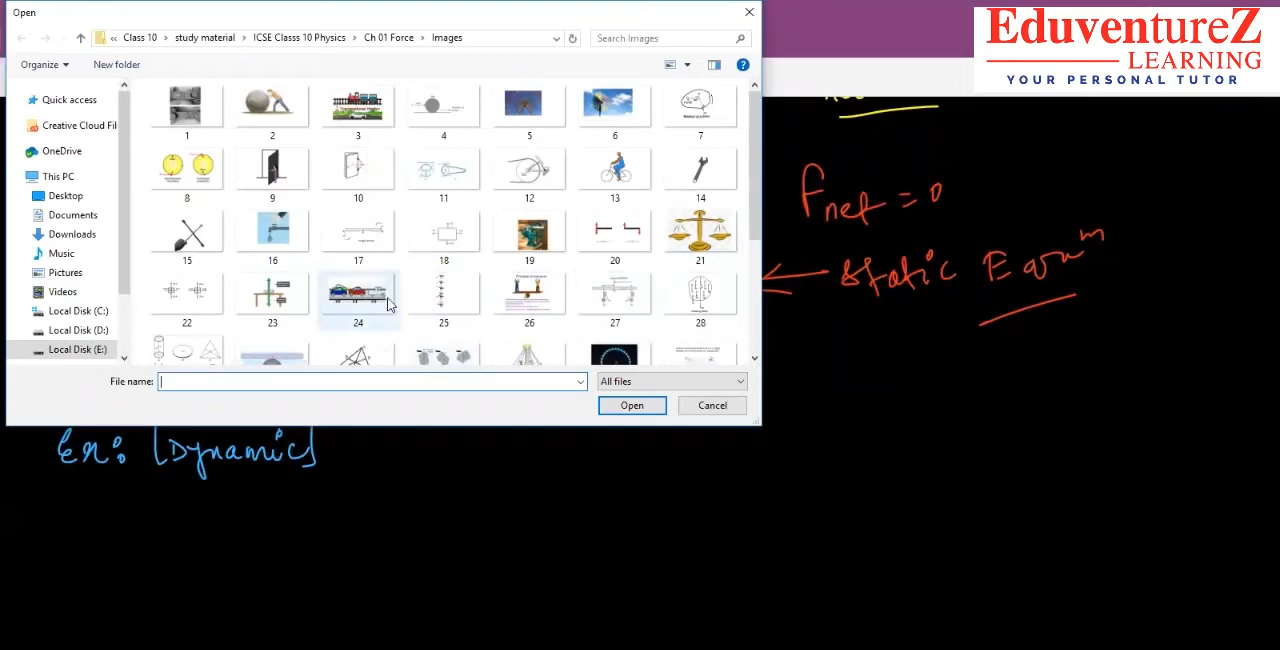 Open
EduventureZ
LEARNING
YOUR PERSONAL TUTOR
« Class 10 › study material › ICSE Classs 10 Physics › Ch 01 Force › Images
Search Images
Organize
New folder
Quick access
Creative Cloud Fil
OneDrive
This PC
Desktop
Documents
Downloads
Music
Pictures
Videos
Local Disk (C:)
Local Disk (D:)
Local Disk (E:)
1 2 3 4 5 6 7
8 9 10 11 12 13 14
15 16 17 18 19 20 21
22 23 24 25 26 27 28
File name:
All files
Open
Cancel
Fnet = 0
Static Equm
Ex: [Dynamic]